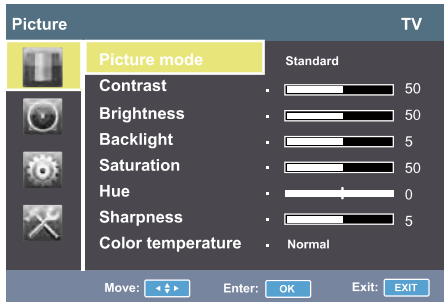 Picture TV
Picture mode Standard
Contrast 50
Brightness 50
Backlight 5
Saturation 50
Hue 0
Sharpness 5
Color temperature Normal
Move: Enter: OK Exit: EXIT